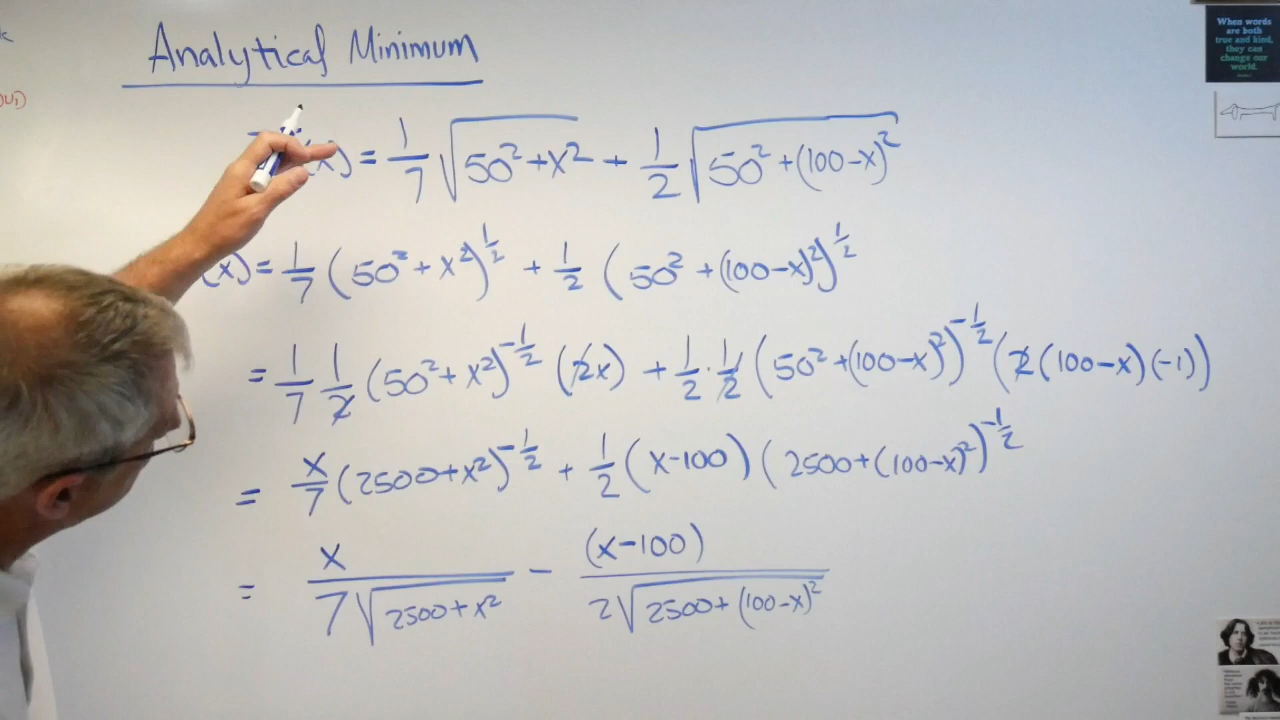 Analytical Minimum
(x) = 1/7 √(50² + x²) + 1/2 √(50² + (100-x)²)
(x) = 1/7 (50² + x²)^(1/2) + 1/2 (50² + (100-x)²)^(1/2)
= 1/7 1/2 (50² + x²)^(-1/2) (2x) + 1/2 · 1/2 (50² + (100-x)²)^(-1/2) (2(100-x)(-1))
= x/7 (2500 + x²)^(-1/2) + 1/2 (x-100) (2500 + (100-x)²)^(-1/2)
= x / 7√(2500 + x²) - (x-100) / 2√(2500 + (100-x)²)
When words
are both
true and kind,
they can
change our
world.